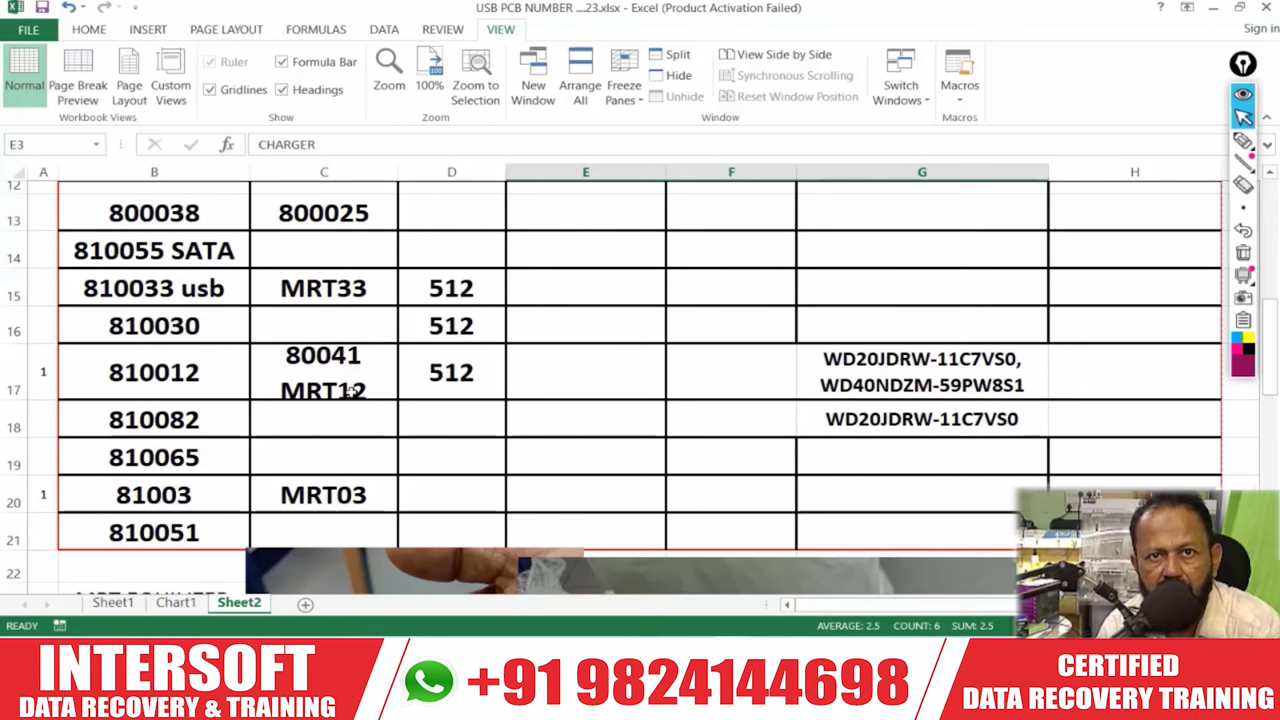 USB PCB NUMBER ....23.xlsx - Excel (Product Activation Failed)
FILE HOME INSERT PAGE LAYOUT FORMULAS DATA REVIEW VIEW Sign in
Normal
Page Break Preview
Page Layout
Custom Views
Workbook Views
Ruler
Formula Bar
Gridlines
Headings
Show
Zoom
100%
Zoom to Selection
Zoom
New Window
Arrange All
Freeze Panes
Split
Hide
Unhide
View Side by Side
Synchronous Scrolling
Reset Window Position
Switch Windows
Window
Macros
Macros
E3 fx CHARGER
A B C D E F G H
12
13 800038 800025
14 810055 SATA
15 810033 usb MRT33 512
16 810030 512
17 1 810012 80041 MRT12 512 WD20JDRW-11C7VS0, WD40NDZM-59PW8S1
18 810082 WD20JDRW-11C7VS0
19 810065
20 1 81003 MRT03
21 810051
22
Sheet1 Chart1 Sheet2
READY AVERAGE: 2.5 COUNT: 6 SUM: 2.5
INTERSOFT
DATA RECOVERY & TRAINING
+91 9824144698
CERTIFIED
DATA RECOVERY TRAINING